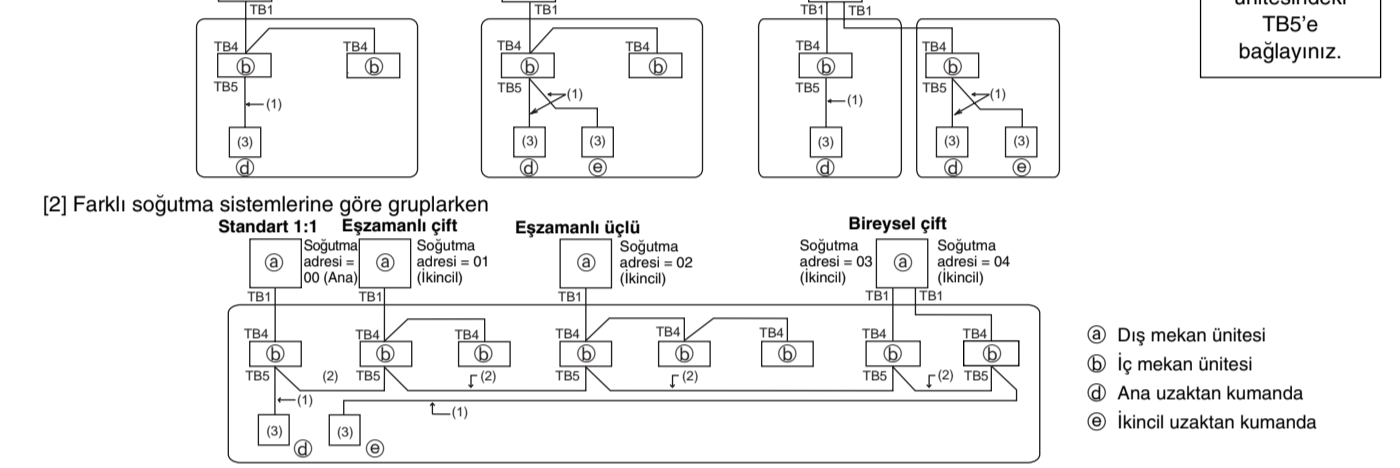 TB1
TB1
TB1 TB1
ünitesindeki
TB5’e
bağlayınız.
TB4 TB4
ⓑ ⓑ
TB5
(1)
(3)
ⓓ
TB4 TB4
ⓑ ⓑ
TB5
(1)
(3) (3)
ⓓ ⓔ
TB4
ⓑ
TB5
(1)
(3)
ⓓ
TB4
ⓑ
TB5
(1)
(3) (3)
ⓓ ⓔ
[2] Farklı soğutma sistemlerine göre gruplarken
Standart 1:1 Eşzamanlı çift Eşzamanlı üçlü Bireysel çift
ⓐ
Soğutma
adresi =
00 (Ana)
ⓐ
Soğutma
adresi = 01
(İkincil)
ⓐ
Soğutma
adresi = 02
(İkincil)
Soğutma
adresi = 03
(İkincil)
ⓐ
Soğutma
adresi = 04
(İkincil)
TB1 TB1 TB1 TB1 TB1
TB4 TB4 TB4 TB4 TB4 TB4 TB4 TB4
ⓑ ⓑ ⓑ ⓑ ⓑ ⓑ ⓑ ⓑ
TB5 (2) TB5 (2) TB5 (2) TB5 (2) TB5
(1) (1)
(3) ⓓ (3) ⓔ
ⓐ Dış mekan ünitesi
ⓑ İç mekan ünitesi
ⓓ Ana uzaktan kumanda
ⓔ İkincil uzaktan kumanda